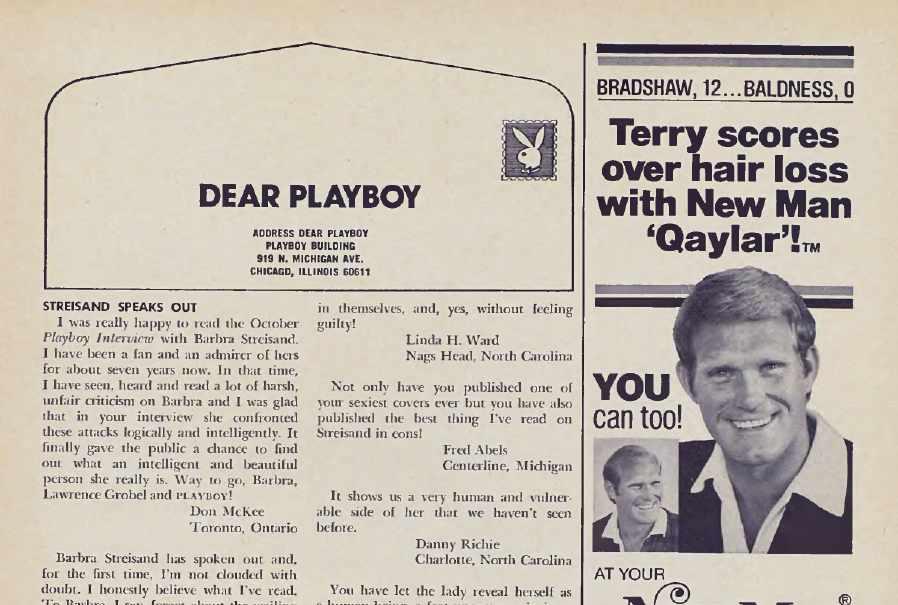 DEAR PLAYBOY
ADDRESS DEAR PLAYBOY
PLAYBOY BUILDING
919 N. MICHIGAN AVE.
CHICAGO, ILLINOIS 60611
STREISAND SPEAKS OUT
I was really happy to read the October
Playboy Interview with Barbra Streisand.
I have been a fan and an admirer of hers
for about seven years now. In that time,
I have seen, heard and read a lot of harsh,
unfair criticism on Barbra and I was glad
that in your interview she confronted
these attacks logically and intelligently. It
finally gave the public a chance to find
out what an intelligent and beautiful
person she really is. Way to go, Barbra,
Lawrence Grobel and PLAYBOY!
Don McKee
Toronto, Ontario
Barbra Streisand has spoken out and,
for the first time, I'm not clouded with
doubt. I honestly believe what I've read.
in themselves, and, yes, without feeling
guilty!
Linda H. Ward
Nags Head, North Carolina
Not only have you published one of
your sexiest covers ever but you have also
published the best thing I've read on
Streisand in eons!
Fred Abels
Centerline, Michigan
It shows us a very human and vulner-
able side of her that we haven't seen
before.
Danny Richie
Charlotte, North Carolina
You have let the lady reveal herself as
BRADSHAW, 12...BALDNESS, 0
Terry scores
over hair loss
with New Man
'Qaylar'!TM
YOU
can too!
AT YOUR
®